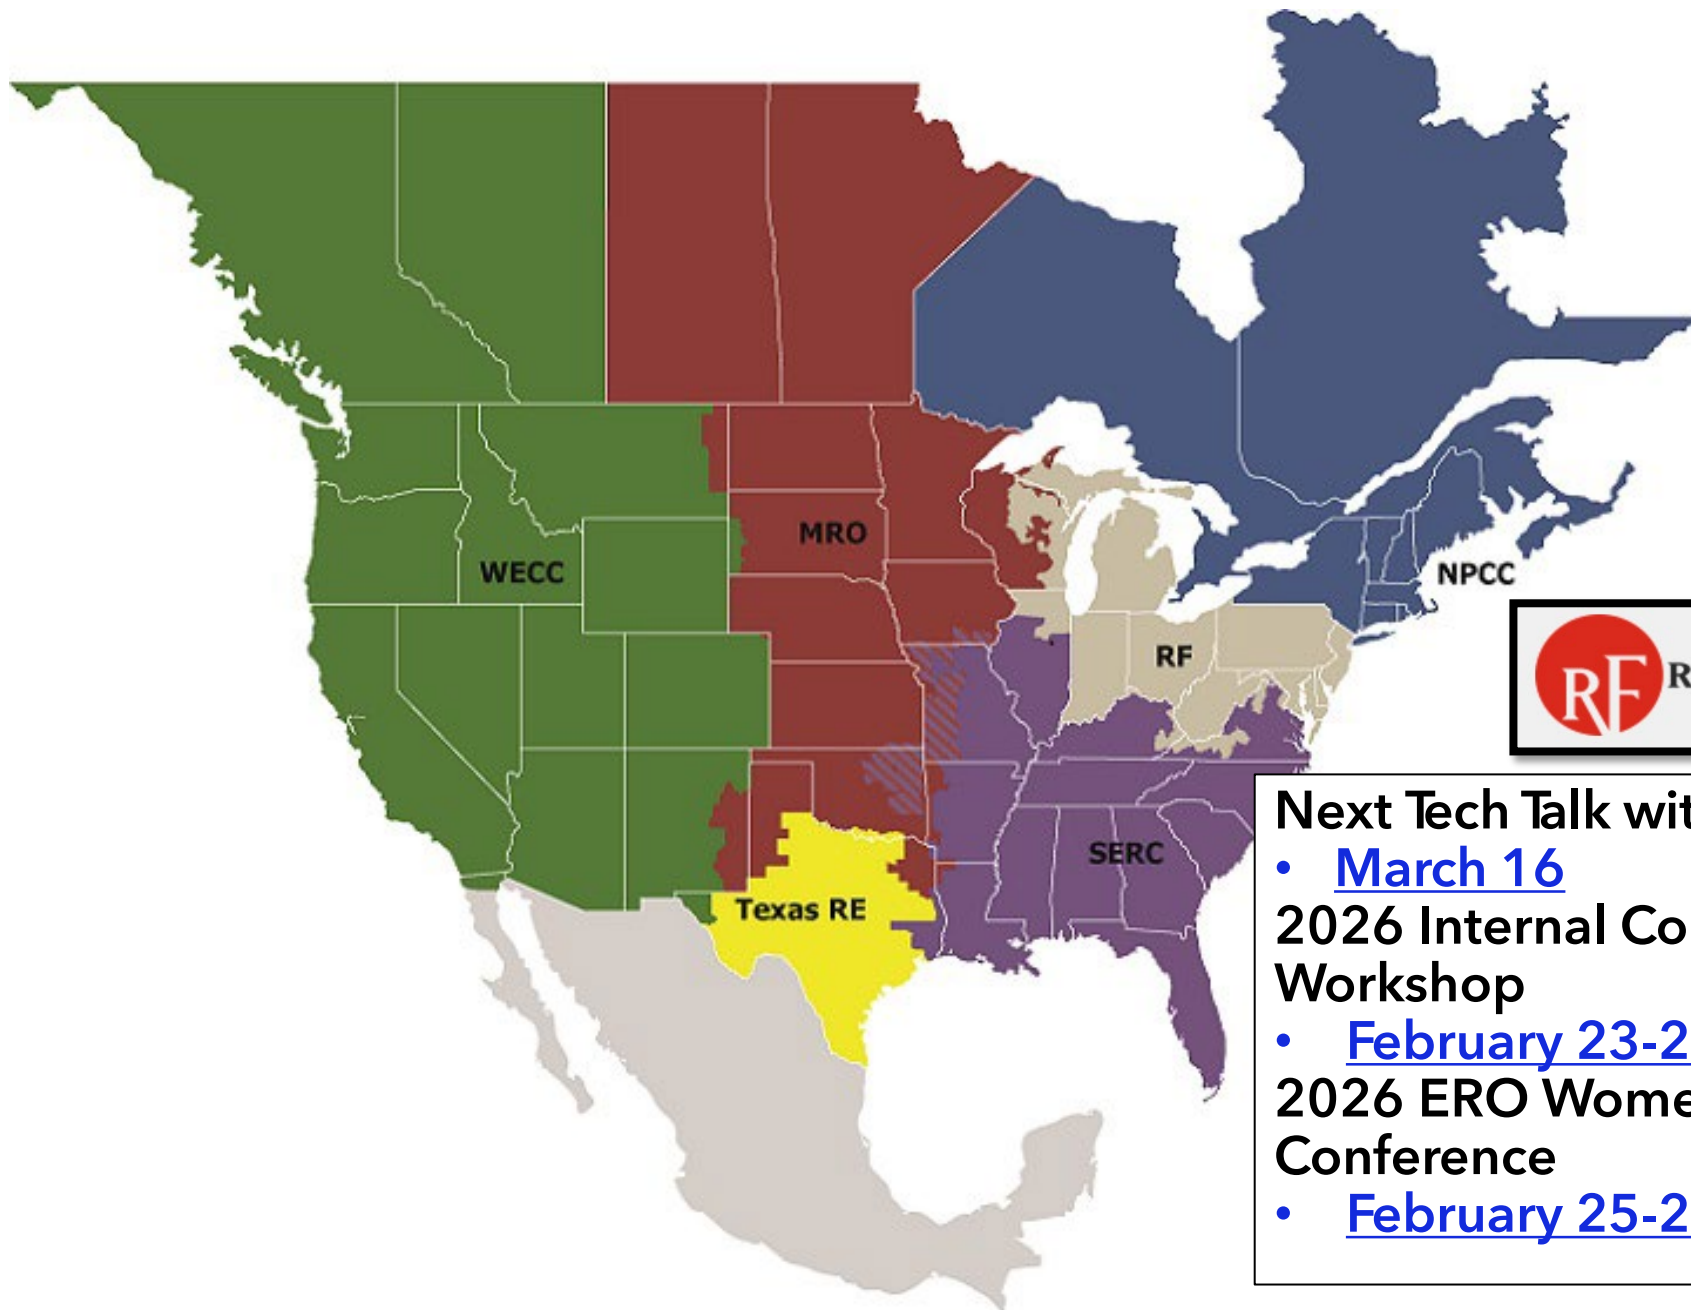 MRO
WECC
NPCC
RF
RF R
SERC
Texas RE
Next Tech Talk wit
• March 16
2026 Internal Co
Workshop
• February 23-2
2026 ERO Wome
Conference
• February 25-2